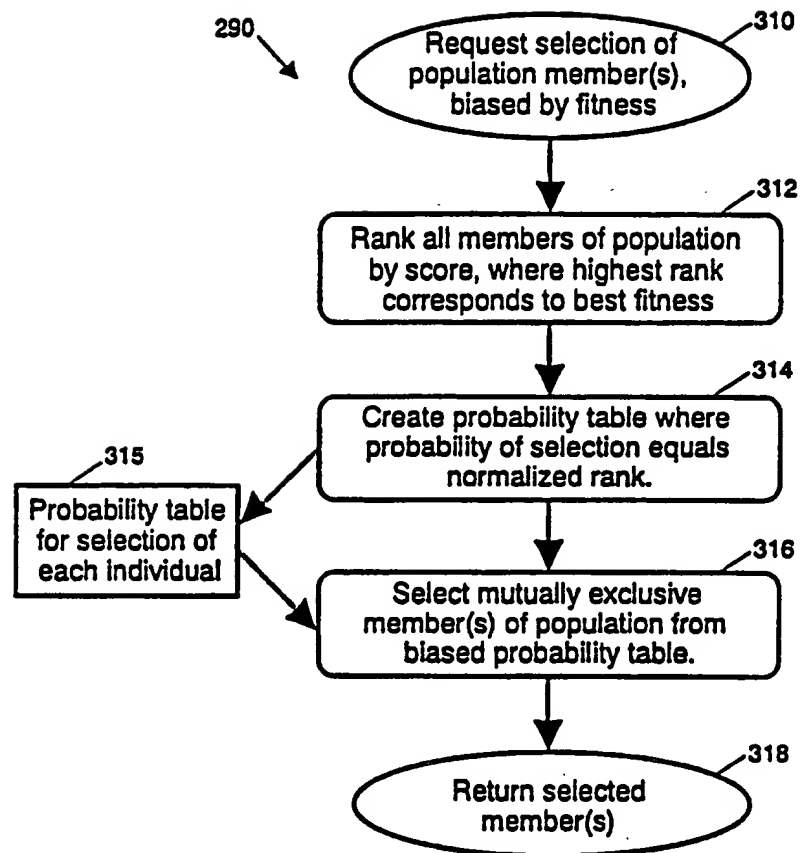 290
310
Request selection of
population member(s),
biased by fitness
312
Rank all members of population
by score, where highest rank
corresponds to best fitness
314
Create probability table where
probability of selection equals
normalized rank.
315
Probability table
for selection of
each individual
316
Select mutually exclusive
member(s) of population from
biased probability table.
318
Return selected
member(s)